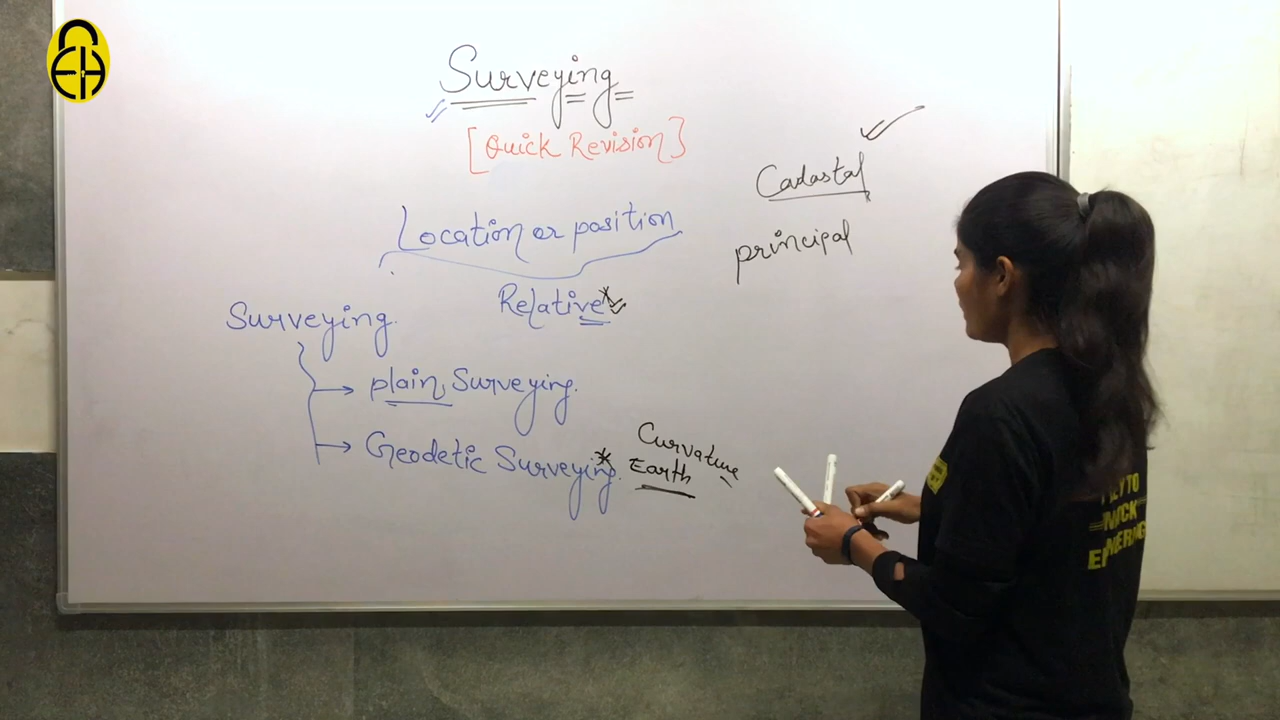 Surveying
[Quick Revision]
Cadastal
Location or position
principal
Relative*
Surveying.
plain Surveying.
Geodetic Surveying.*
Curvature
Earth